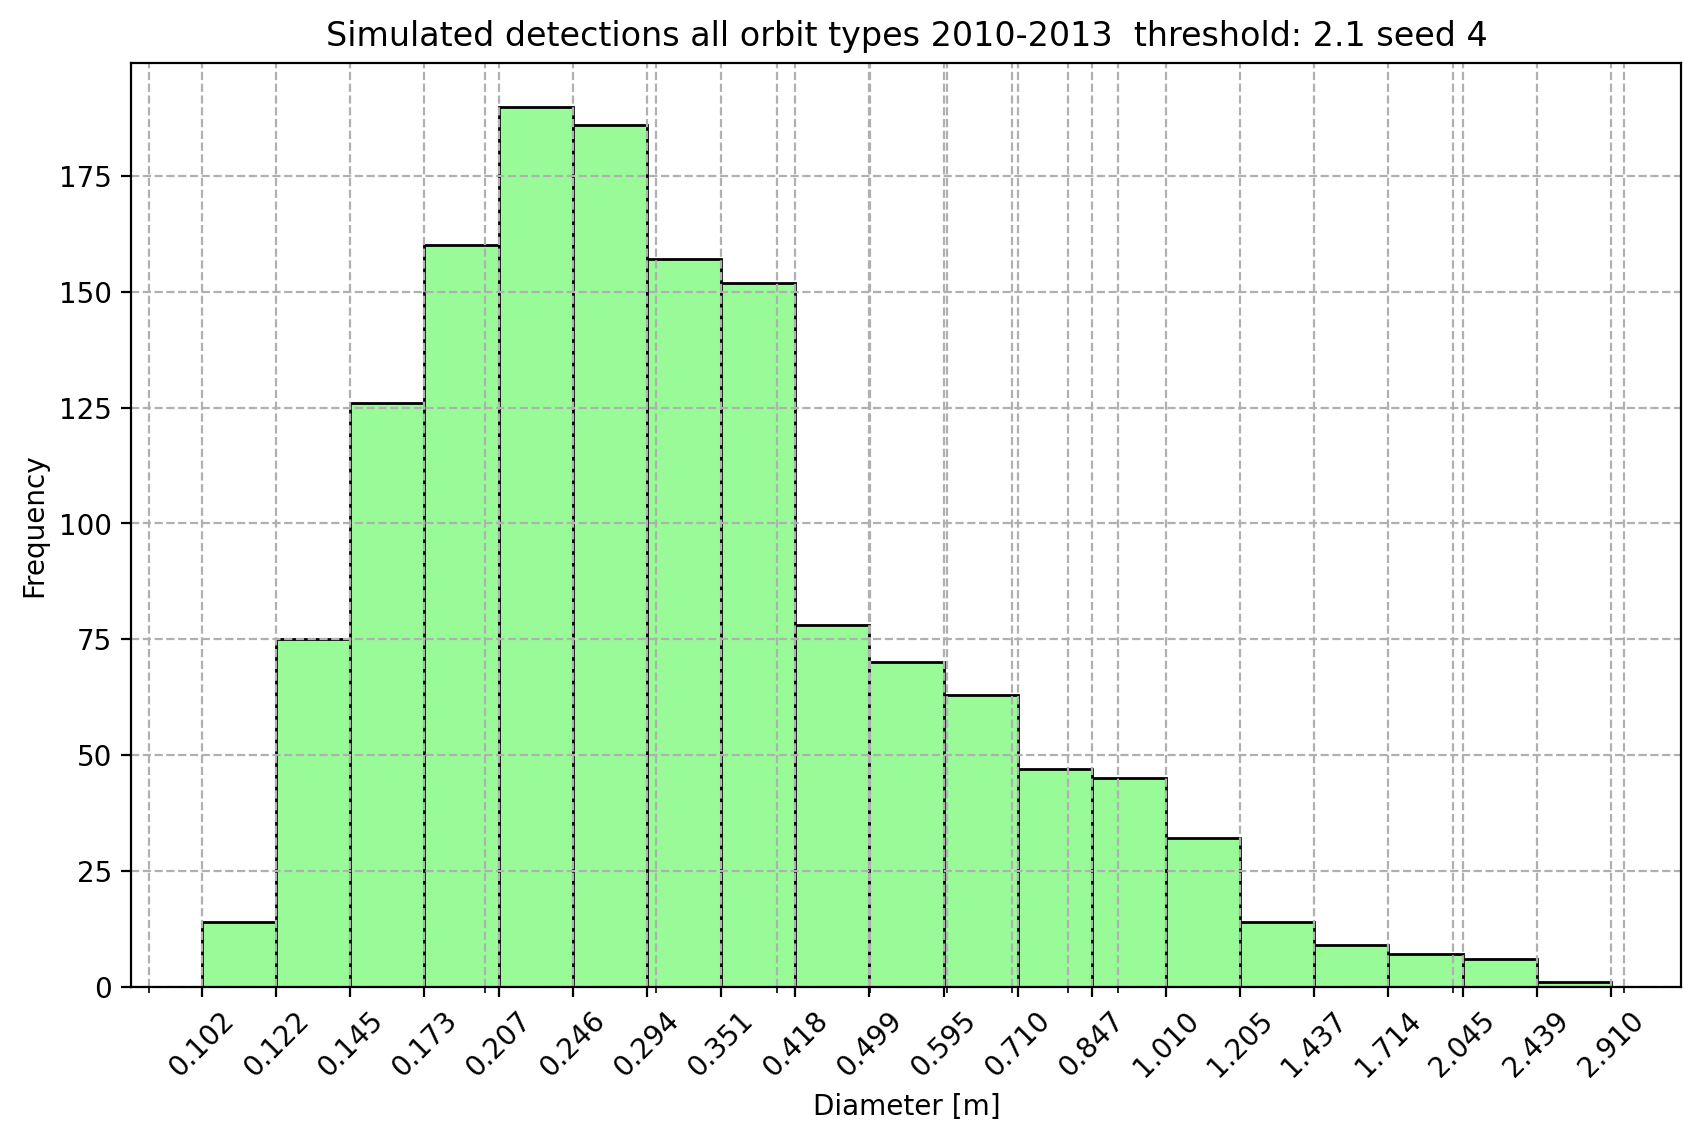 Simulated detections all orbit types 2010-2013  threshold: 2.1 seed 4
Frequency
175
150
125
100
75
50
25
0
0.102 0.122 0.145 0.173 0.207 0.246 0.294 0.351 0.418 0.499 0.595 0.710 0.847 1.010 1.205 1.437 1.714 2.045 2.439 2.910
Diameter [m]